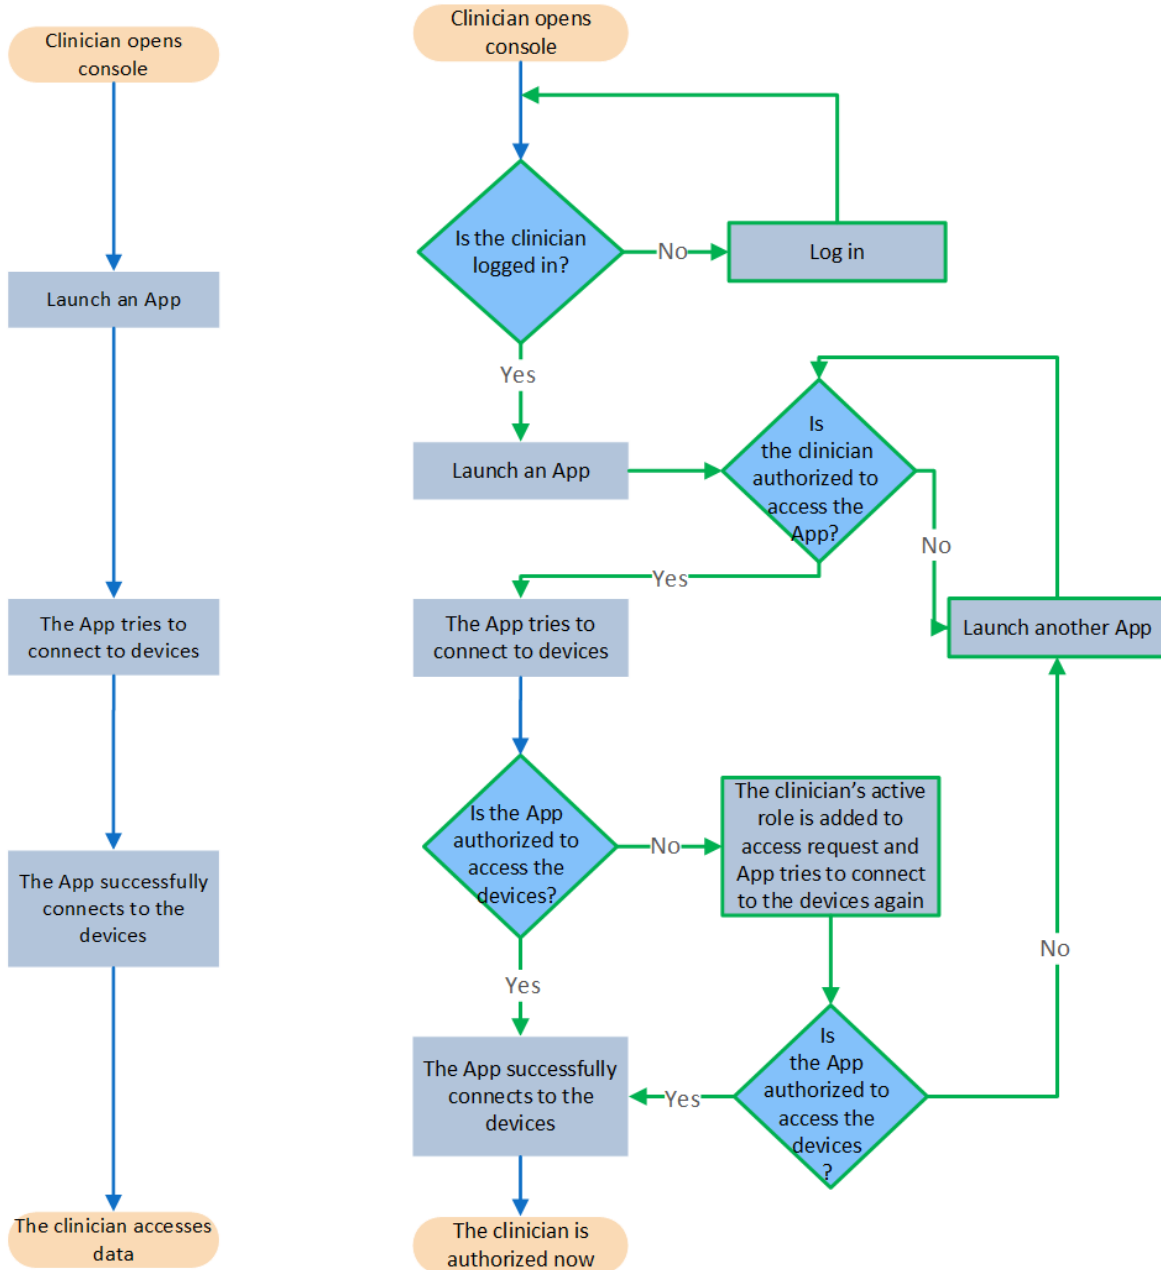 Clinician opens
console
Launch an App
The App tries to
connect to devices
The App successfully
connects to the
devices
The clinician accesses
data
Clinician opens
console
Is the clinician
logged in?
No
Log in
Yes
Launch an App
Is
the clinician
authorized to
access the
App?
No
Yes
The App tries to
connect to devices
Launch another App
Is the App
authorized to
access the
devices?
No
The clinician's active
role is added to
access request and
App tries to connect
to the devices again
No
Yes
The App successfully
connects to the
devices
Yes
Is
the App
authorized to
access the
devices
?
The clinician is
authorized now